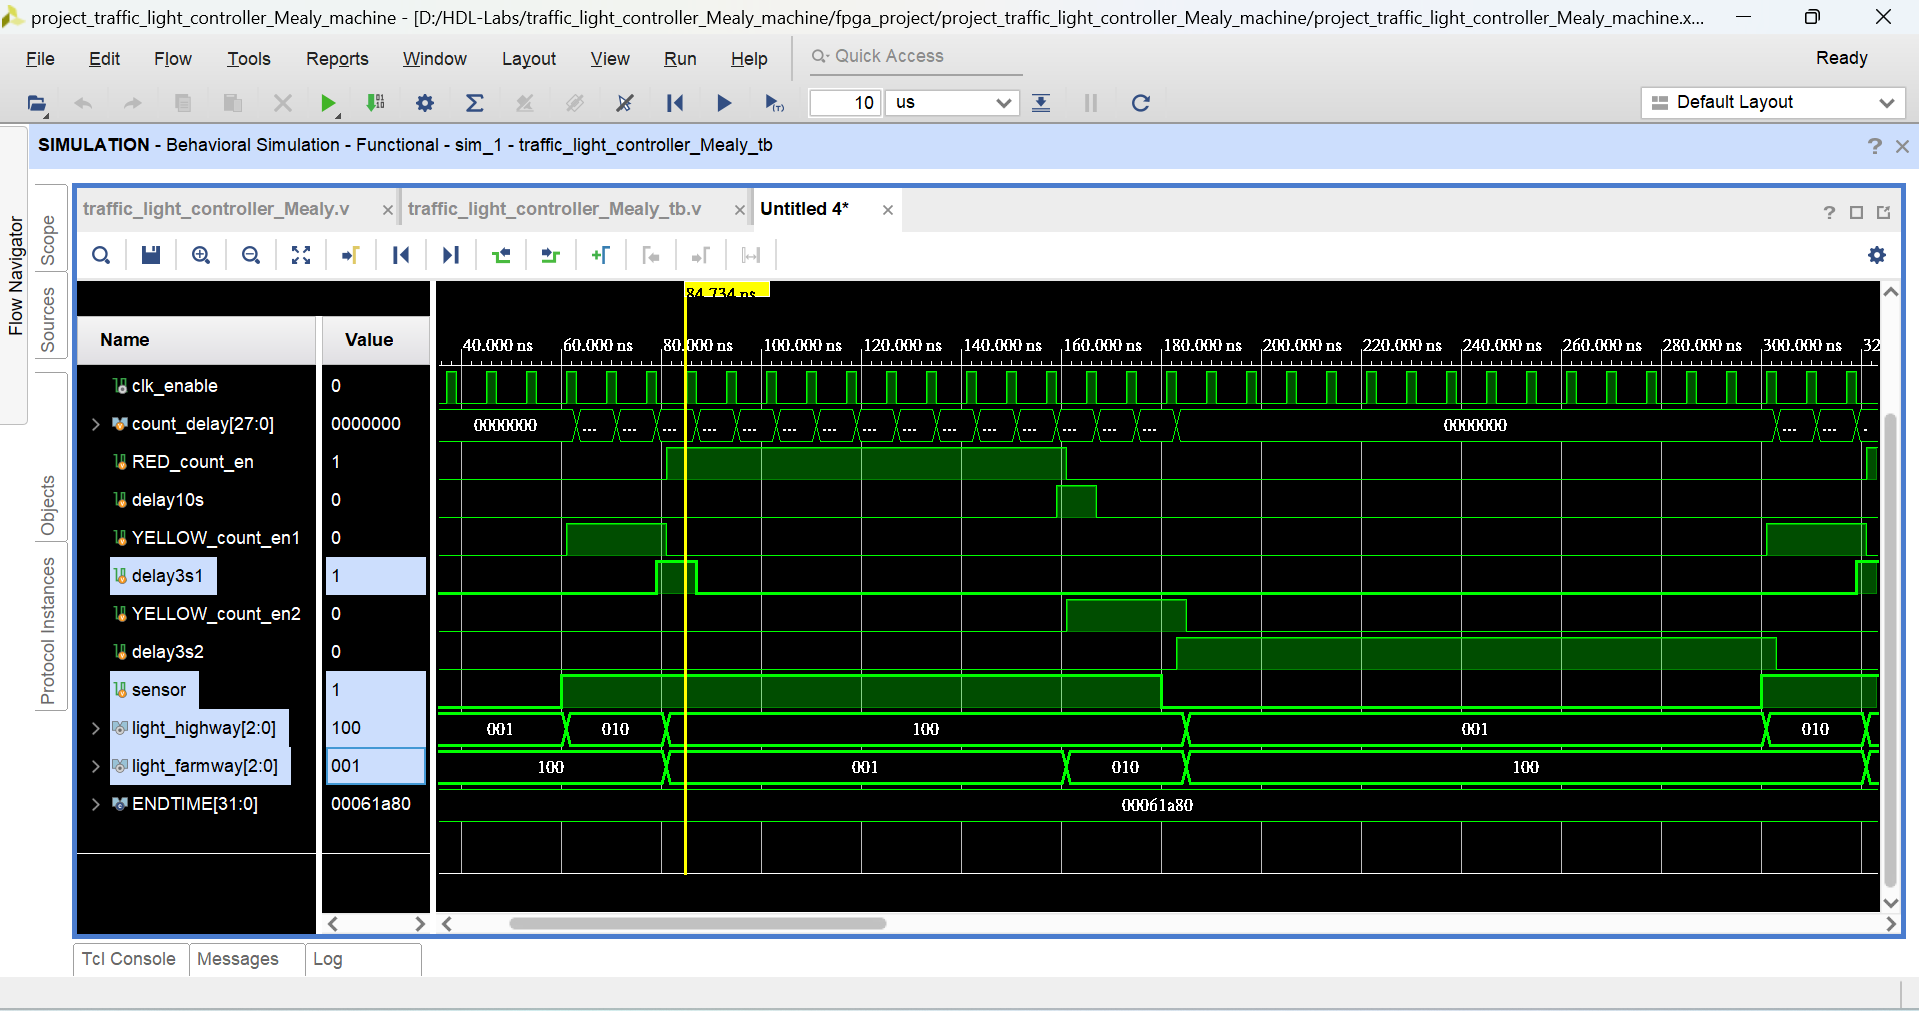 project_traffic_light_controller_Mealy_machine - [D:/HDL-Labs/traffic_light_controller_Mealy_machine/fpga_project/project_traffic_light_controller_Mealy_machine/project_traffic_light_controller_Mealy_machine.x...
File Edit Flow Tools Reports Window Layout View Run Help Quick Access Ready
10 us Default Layout
SIMULATION - Behavioral Simulation - Functional - sim_1 - traffic_light_controller_Mealy_tb
Flow Navigator
Scope
Sources
Objects
Protocol Instances
traffic_light_controller_Mealy.v traffic_light_controller_Mealy_tb.v Untitled 4*
84.734 ns
Name Value
40.000 ns 60.000 ns 80.000 ns 100.000 ns 120.000 ns 140.000 ns 160.000 ns 180.000 ns 200.000 ns 220.000 ns 240.000 ns 260.000 ns 280.000 ns 300.000 ns 32
clk_enable 0
count_delay[27:0] 0000000 0000000 ... ... ... ... ... ... ... ... ... ... ... ... ... ... ... 0000000 ... ... .
RED_count_en 1
delay10s 0
YELLOW_count_en1 0
delay3s1 1
YELLOW_count_en2 0
delay3s2 0
sensor 1
light_highway[2:0] 100 001 010 100 001 010
light_farmway[2:0] 001 100 001 010 100
ENDTIME[31:0] 00061a80 00061a80
Tcl Console Messages Log